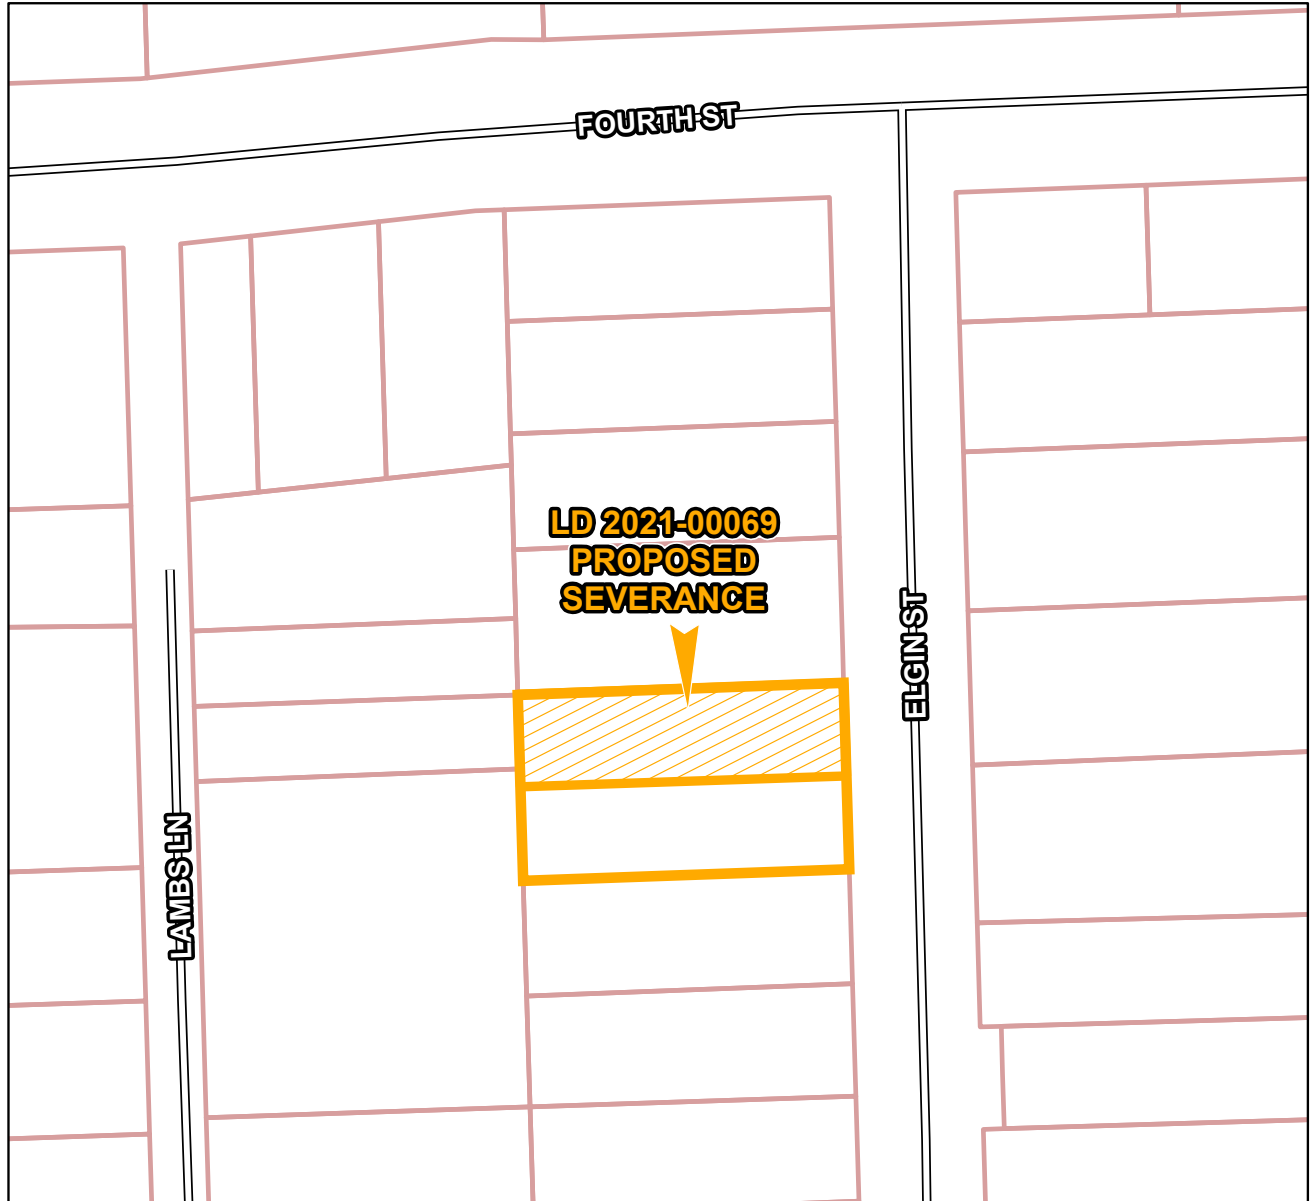 FOURTH ST
LD 2021-00069
PROPOSED
SEVERANCE
ELGIN ST
LAMBS LN